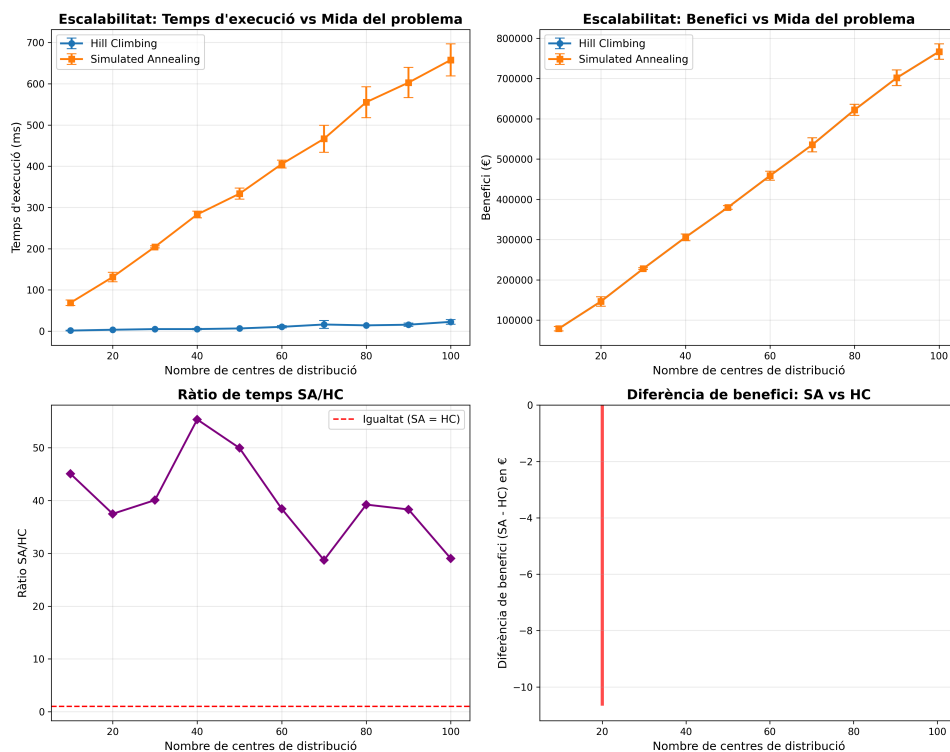 Escalabilitat: Temps d'execució vs Mida del problema
Hill Climbing
Simulated Annealing
Temps d'execució (ms)
700
600
500
400
300
200
100
0
20
40
60
80
100
Nombre de centres de distribució
Escalabilitat: Benefici vs Mida del problema
Hill Climbing
Simulated Annealing
Benefici (€)
800000
700000
600000
500000
400000
300000
200000
100000
20
40
60
80
100
Nombre de centres de distribució
Ràtio de temps SA/HC
Igualtat (SA = HC)
Ràtio SA/HC
50
40
30
20
10
0
20
40
60
80
100
Nombre de centres de distribució
Diferència de benefici: SA vs HC
Diferència de benefici (SA - HC) en €
0
−2
−4
−6
−8
−10
20
40
60
80
100
Nombre de centres de distribució